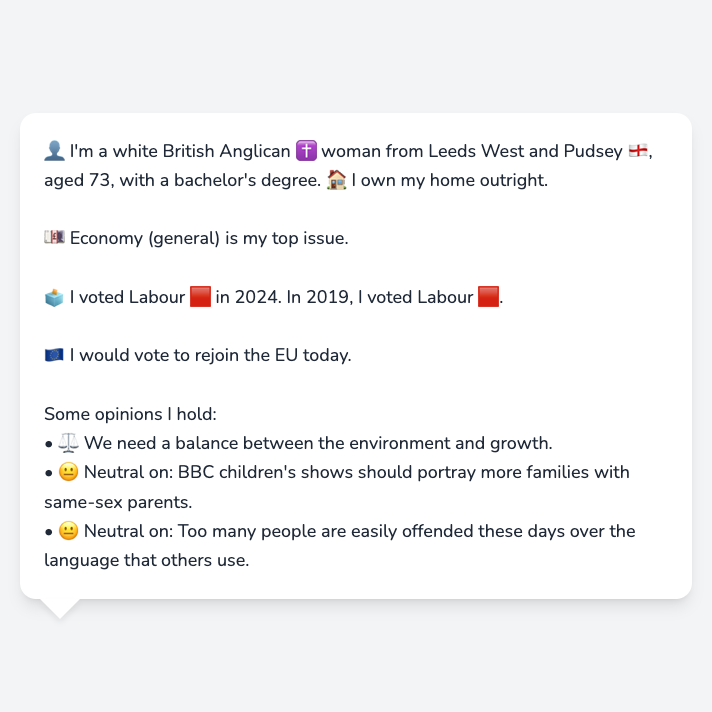 👤 I'm a white British Anglican ✝️ woman from Leeds West and Pudsey 🏴󠁧󠁢󠁥󠁮󠁧󠁿,
aged 73, with a bachelor's degree. 🏠 I own my home outright.
💷 Economy (general) is my top issue.
🗳️ I voted Labour 🟥 in 2024. In 2019, I voted Labour 🟥.
🇪🇺 I would vote to rejoin the EU today.
Some opinions I hold:
• ⚖️ We need a balance between the environment and growth.
• 😐 Neutral on: BBC children's shows should portray more families with
same-sex parents.
• 😐 Neutral on: Too many people are easily offended these days over the
language that others use.